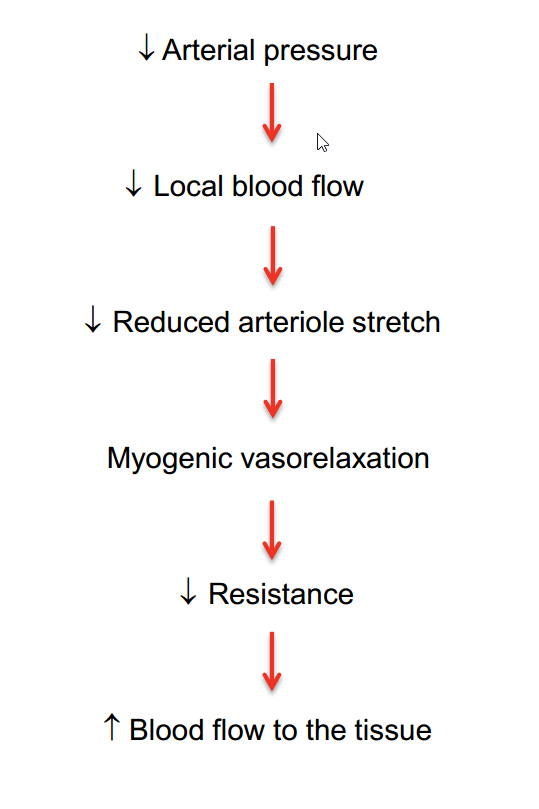 ↓ Arterial pressure
↓ Local blood flow
↓ Reduced arteriole stretch
Myogenic vasorelaxation
↓ Resistance
↑ Blood flow to the tissue